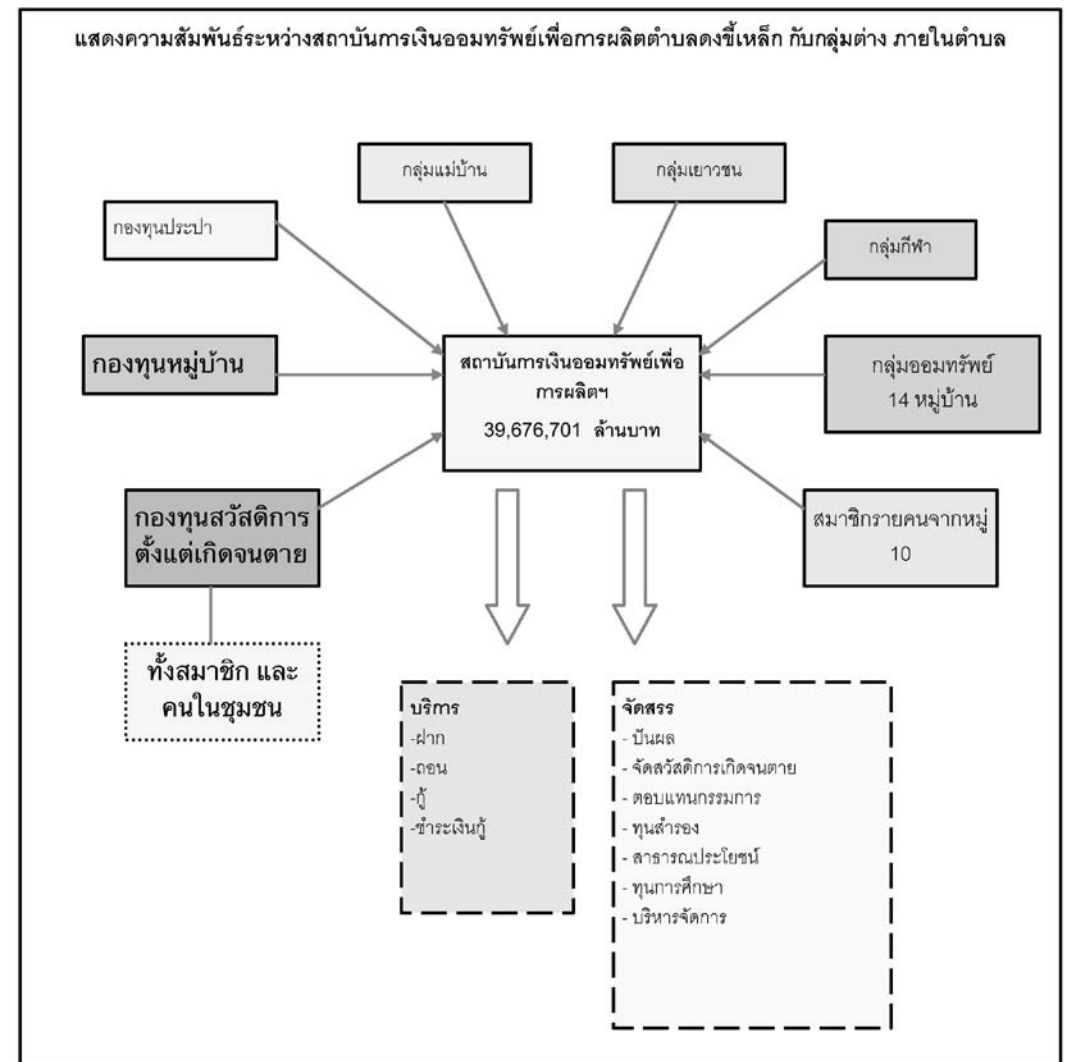 แสดงความสัมพันธ์ระหว่างสถาบันการเงินออมทรัพย์เพื่อการผลิตตำบลดงขี้เหล็ก กับกลุ่มต่าง ภายในตำบล
กลุ่มแม่บ้าน
กลุ่มเยาวชน
กองทุนประปา
กลุ่มกีฬา
กองทุนหมู่บ้าน
สถาบันการเงินออมทรัพย์เพื่อ
การผลิตฯ
39,676,701 ล้านบาท
กลุ่มออมทรัพย์
14 หมู่บ้าน
กองทุนสวัสดิการ
ตั้งแต่เกิดจนตาย
สมาชิกรายคนจากหมู่
10
ทั้งสมาชิก และ
คนในชุมชน
บริการ
-ฝาก
-ถอน
-กู้
-ชำระเงินกู้
จัดสรร
- ปันผล
- จัดสวัสดิการเกิดจนตาย
- ตอบแทนกรรมการ
- ทุนสำรอง
- สาธารณประโยชน์
- ทุนการศึกษา
- บริหารจัดการ